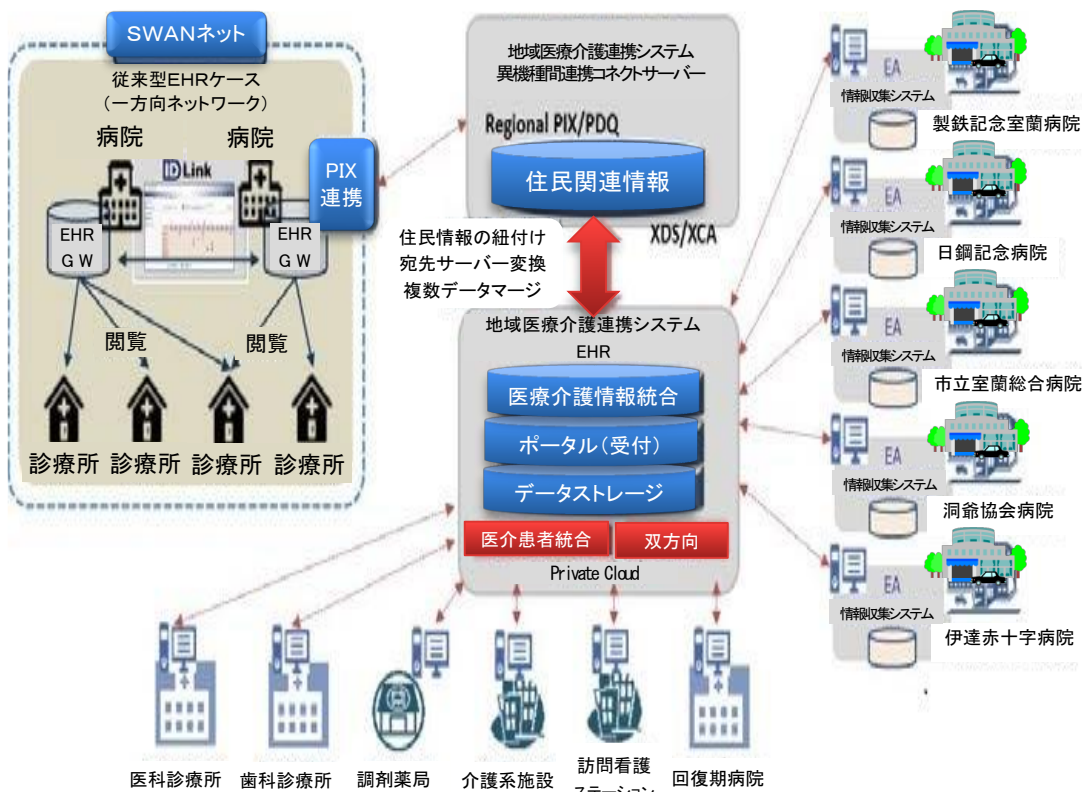 SWANネット
従来型EHRケース
（一方向ネットワーク）
病院
病院
IDLink
PIX
連携
EHR
GW
EHR
GW
閲覧
閲覧
診療所
診療所
診療所
診療所
地域医療介護連携システム
異機種間連携コネクトサーバー
Regional PIX/PDQ
住民関連情報
XDS/XCA
住民情報の紐付け
宛先サーバー変換
複数データマージ
地域医療介護連携システム
EHR
医療介護情報統合
ポータル（受付）
データストレージ
医介患者統合
双方向
Private Cloud
EA
情報収集システム
製鉄記念室蘭病院
EA
情報収集システム
日鋼記念病院
EA
情報収集システム
市立室蘭総合病院
EA
情報収集システム
洞爺協会病院
EA
情報収集システム
伊達赤十字病院
医科診療所
歯科診療所
調剤薬局
介護系施設
訪問看護
ステーション
回復期病院